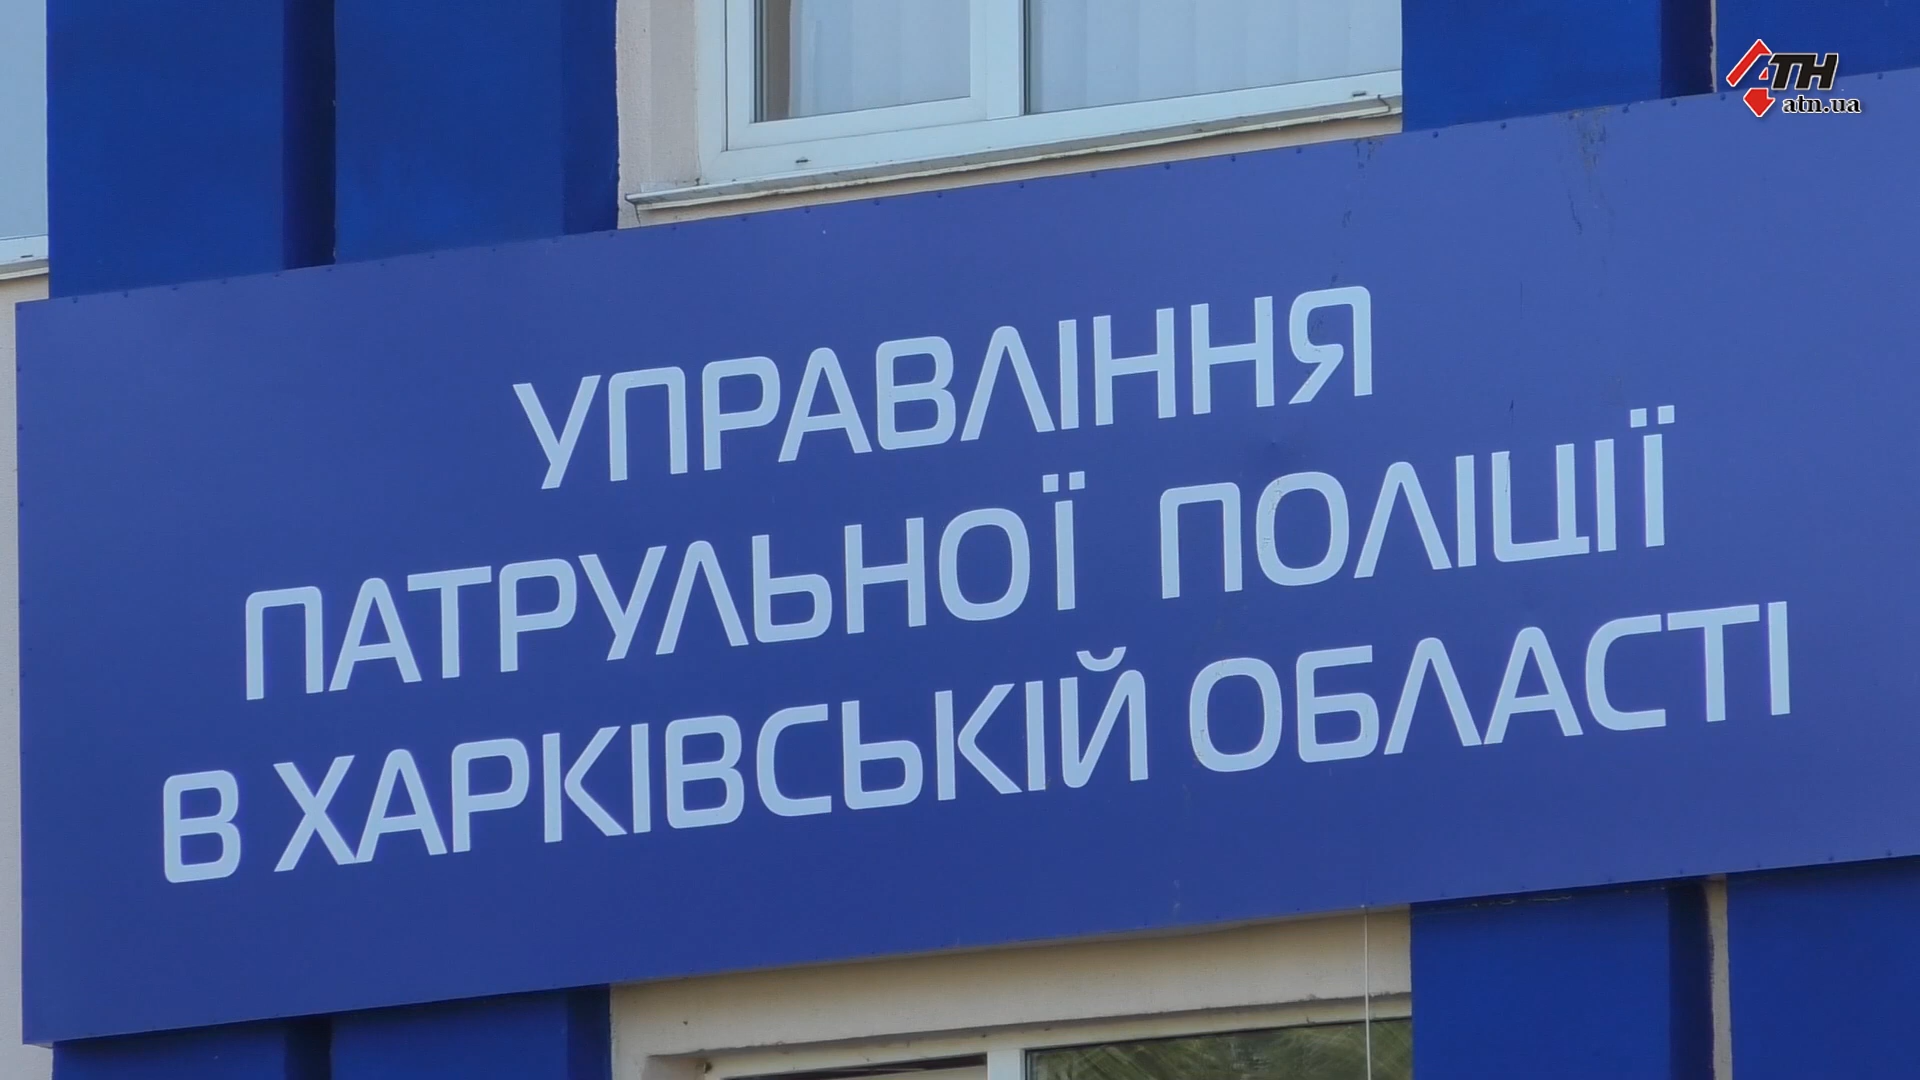 АТН
atn.ua
УПРАВЛІННЯ
ПАТРУЛЬНОЇ ПОЛІЦІЇ
В ХАРКІВСЬКІЙ ОБЛАСТІ